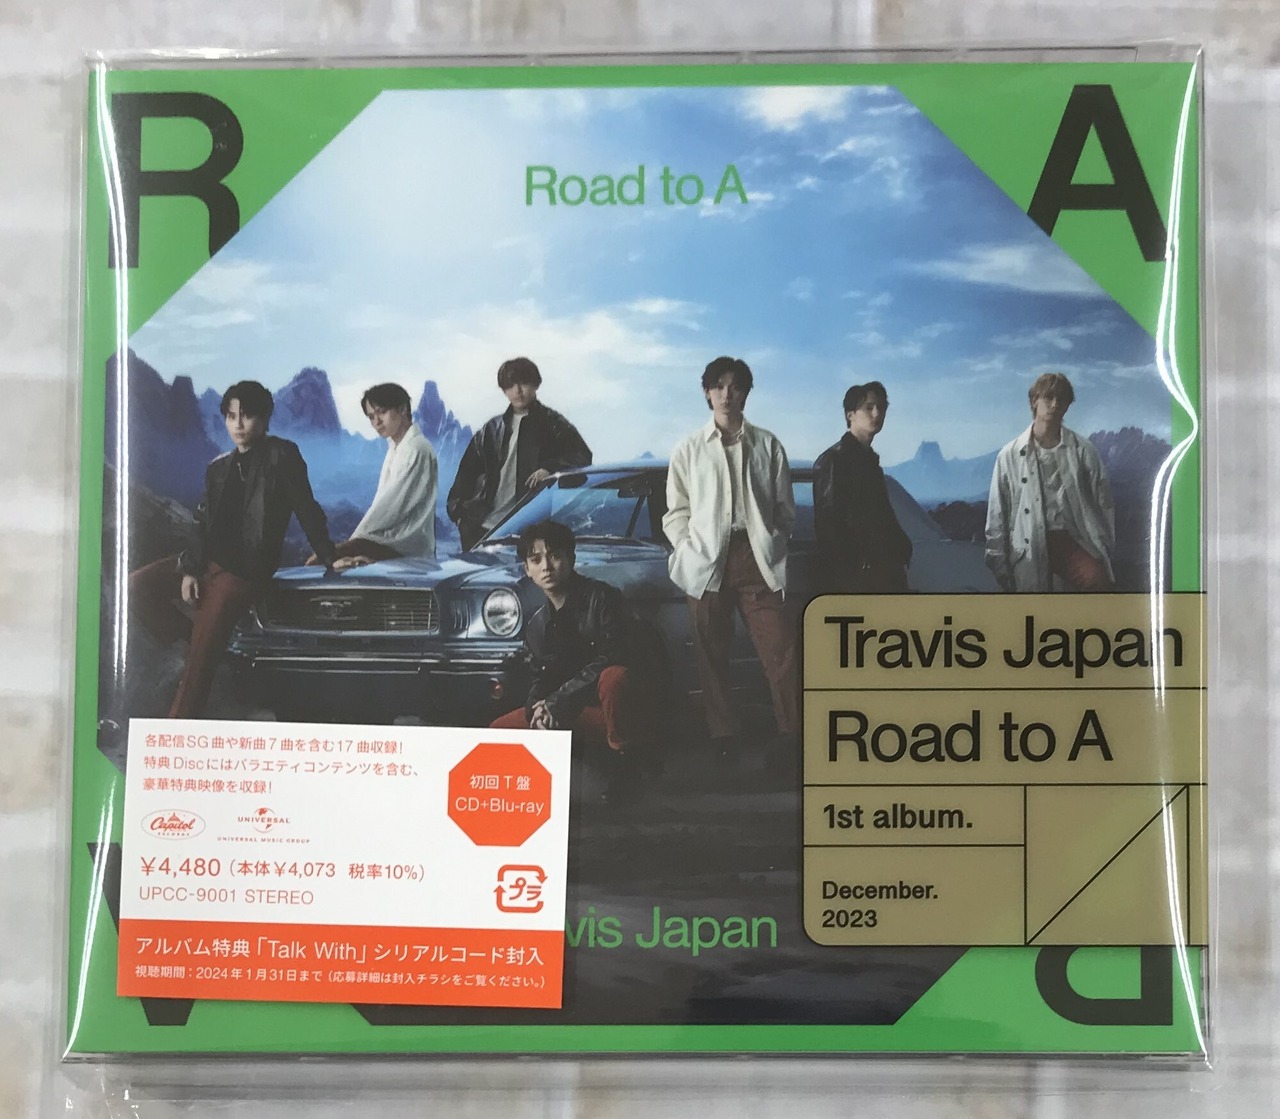 R
A
Road to A
Travis Japan
Road to A
1st album.
December.
2023
各配信SG曲や新曲7曲を含む17曲収録!
特典Discにはバラエティコンテンツを含む、
豪華特典映像を収録!
初回T盤
CD+Blu-ray
Capitol
RECORDS
UNIVERSAL
UNIVERSAL MUSIC GROUP
¥4,480(本体¥4,073 税率10%)
UPCC-9001 STEREO
プラ
アルバム特典「Talk With」シリアルコード封入
視聴期間:2024年1月31日まで(応募詳細は封入チラシをご覧ください。)
vis Japan
A
R